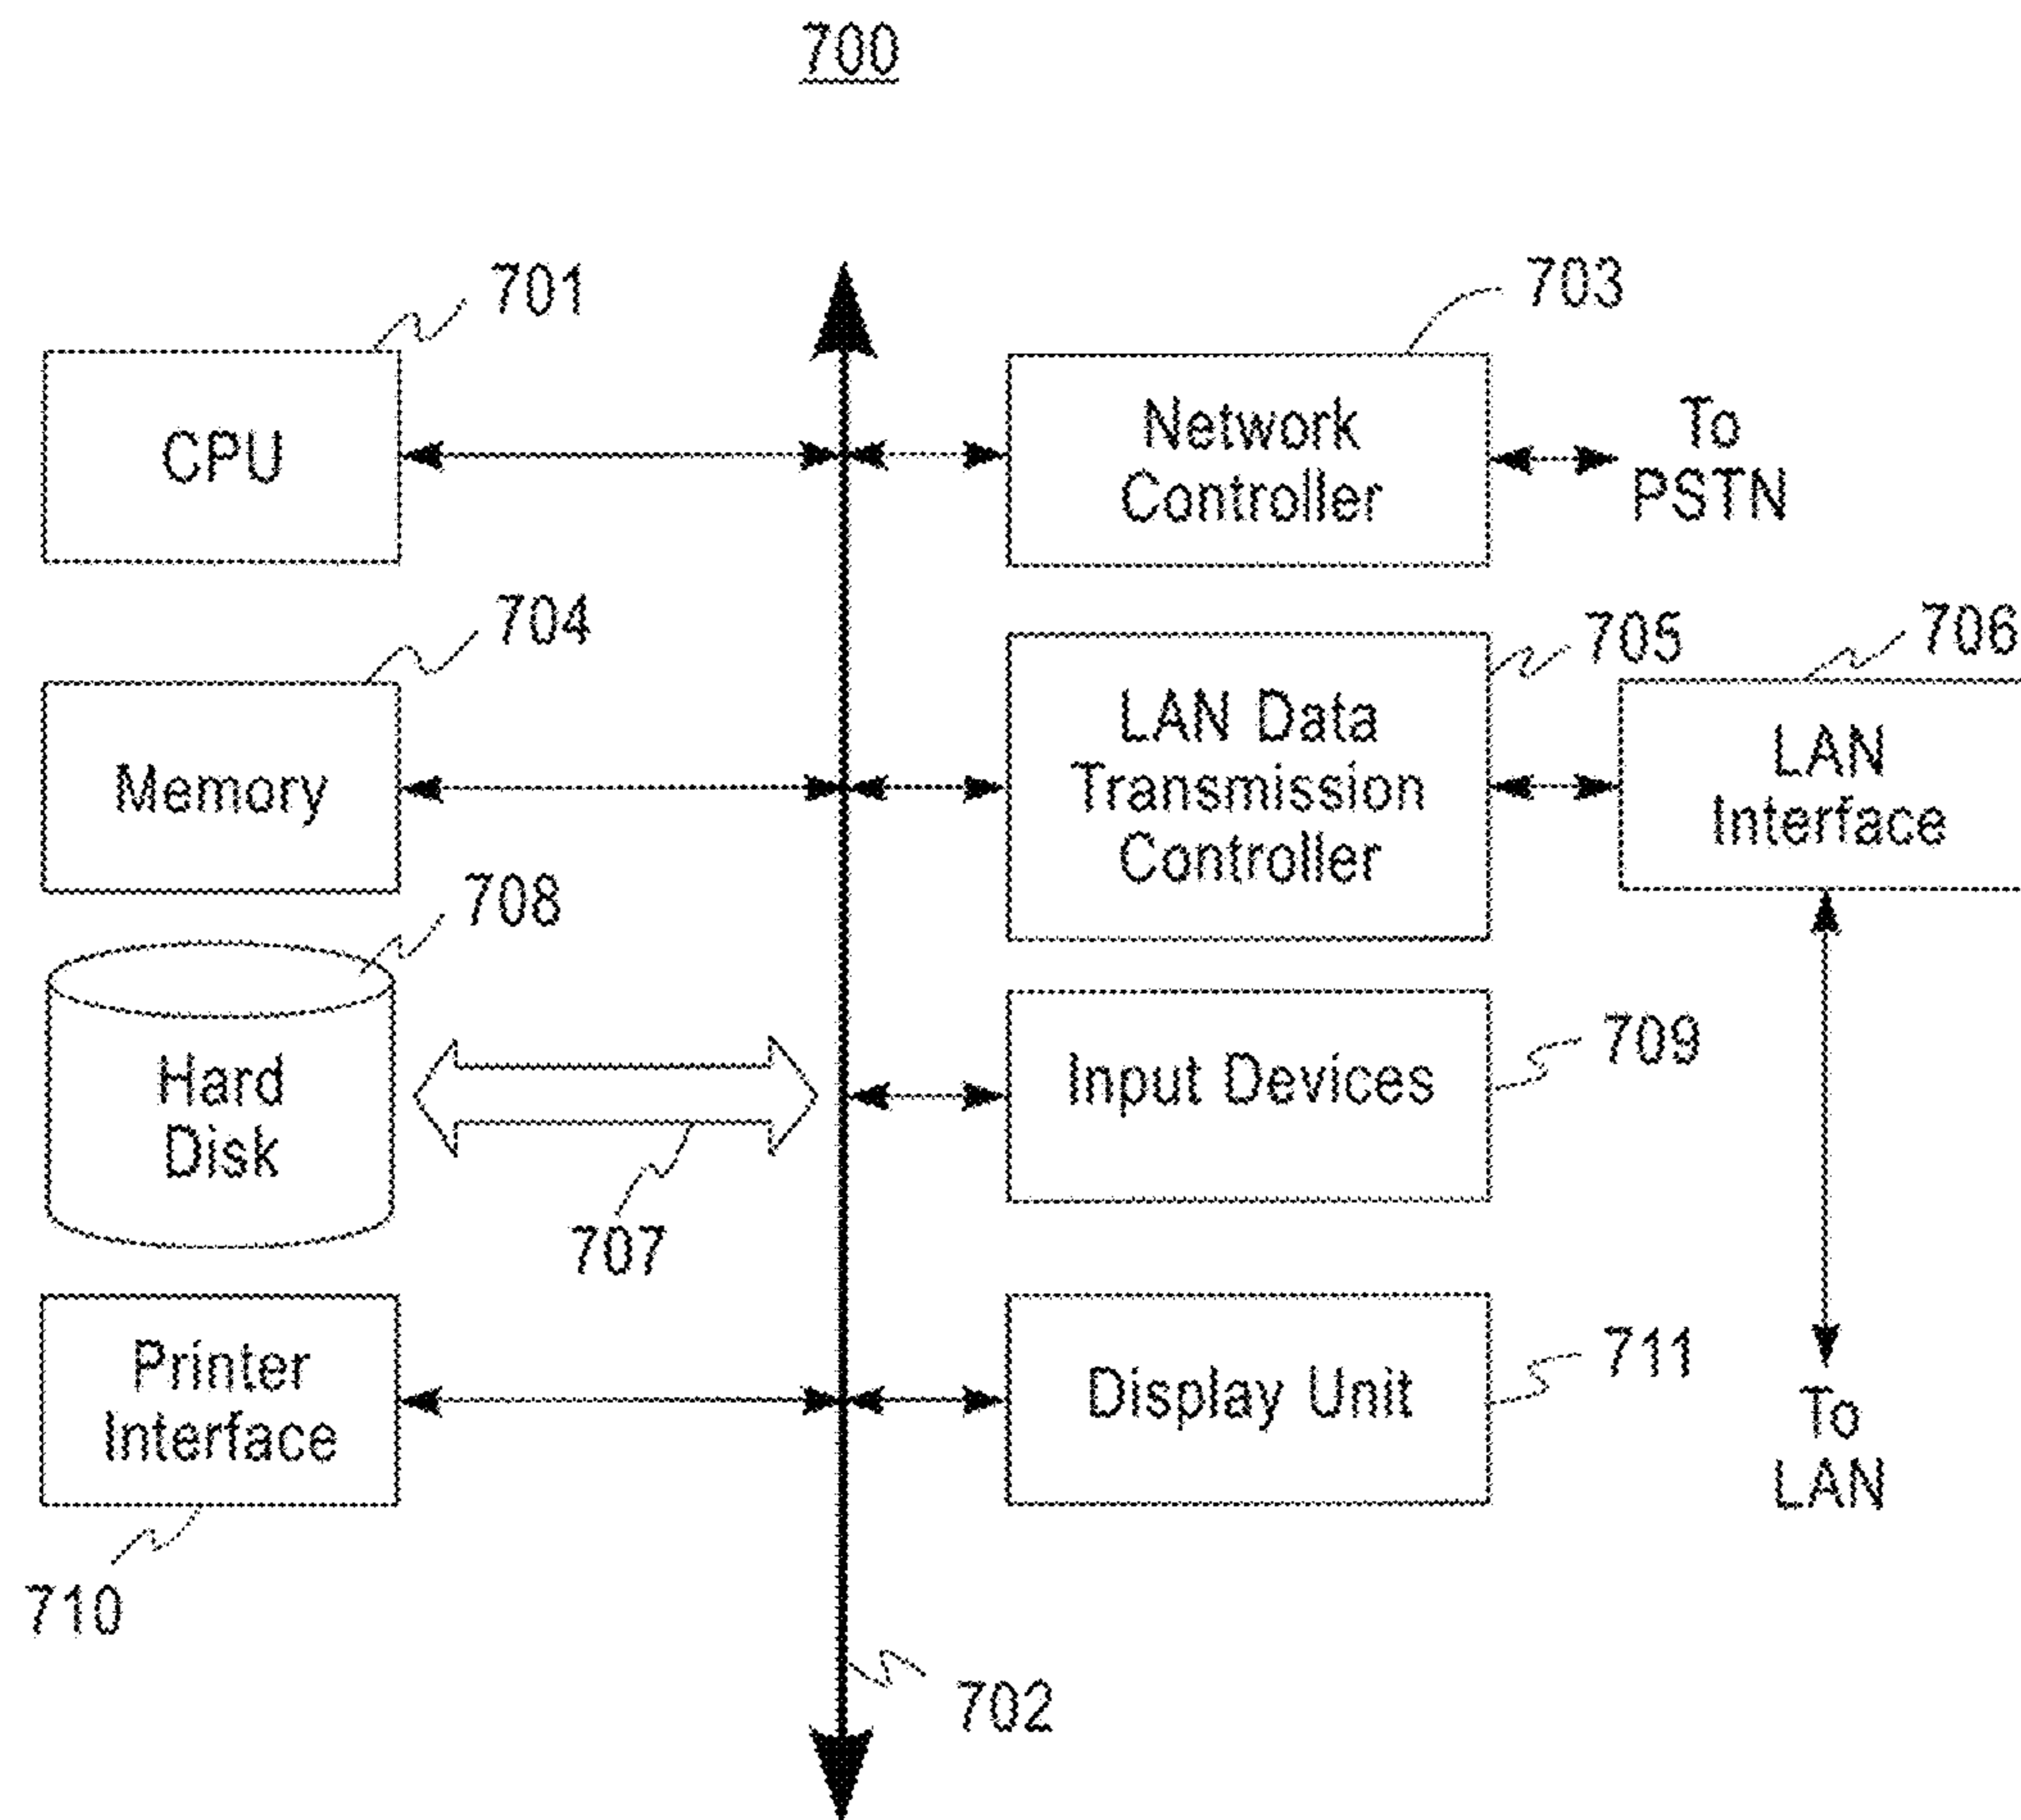 700
701
CPU
703
Network
Controller
To
PSTN
704
Memory
705
LAN Data
Transmission
Controller
706
LAN
Interface
708
Hard
Disk
707
709
Input Devices
Printer
Interface
710
711
Display Unit
To
LAN
702